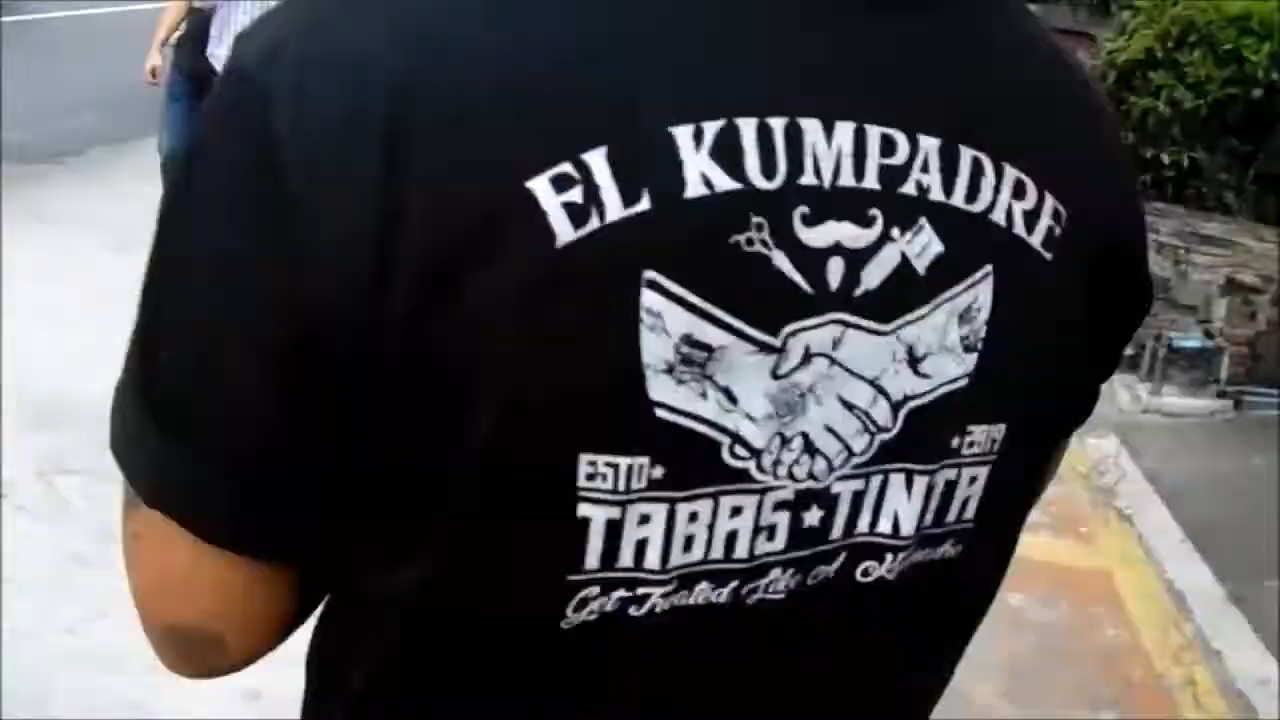 EL KUMPADRE
ESTD★ ★2019
TABAS★TINTA
Get Treated Like A Kumpadre